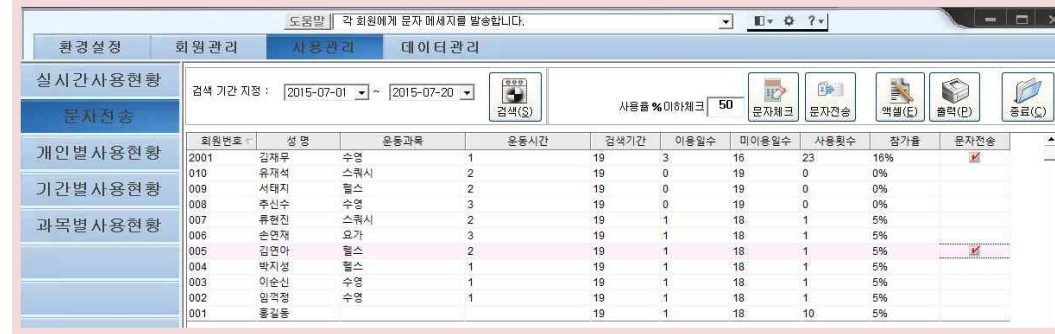 도움말 각 회원에게 문자 메세지를 발송합니다. ?
환경설정 회원관리 사용관리 데이터관리
실시간사용현황
문자전송
개인별사용현황
기간별사용현황
과목별사용현황
검색 기간 지정 : 2015-07-01 ~ 2015-07-20 검색(S) 사용율 %이하체크 50 문자체크 문자전송 액셀(E) 출력(P) 종료(C)
회원번호 성 명 운동과목 운동시간 검색기간 이용일수 미이용일수 사용횟수 참가율 문자전송
2001 김재무 수영 1 19 3 16 23 16%
010 유재석 스쿼시 2 19 0 19 0 0%
009 서태지 헬스 2 19 0 19 0 0%
008 추신수 수영 3 19 0 19 0 0%
007 류현진 스쿼시 2 19 1 18 1 5%
006 손연재 요가 3 19 1 18 1 5%
005 김연아 헬스 2 19 1 18 1 5%
004 박지성 헬스 1 19 1 18 1 5%
003 이순신 수영 1 19 1 18 1 5%
002 임꺽정 수영 1 19 1 18 1 5%
001 홍길동 19 1 18 10 5%